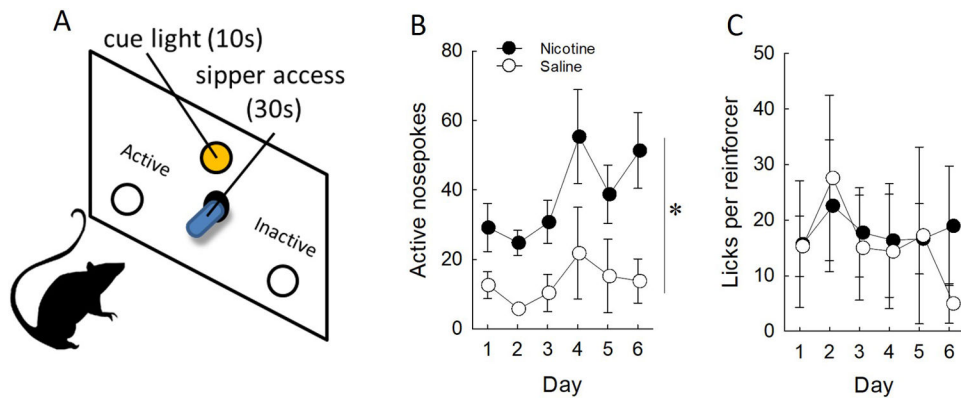 A
cue light (10s)
sipper access
(30s)
Active
Inactive
B
Nicotine
Saline
80
60
40
20
0
Active nosepokes
*
1 2 3 4 5 6
Day
C
50
40
30
20
10
0
Licks per reinforcer
1 2 3 4 5 6
Day